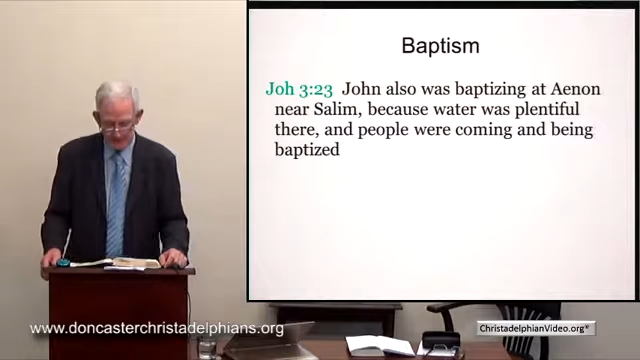 Baptism
Joh 3:23 John also was baptizing at Aenon
near Salim, because water was plentiful
there, and people were coming and being
baptized
www.doncasterchristadelphians.org
ChristadelphianVideo.org®